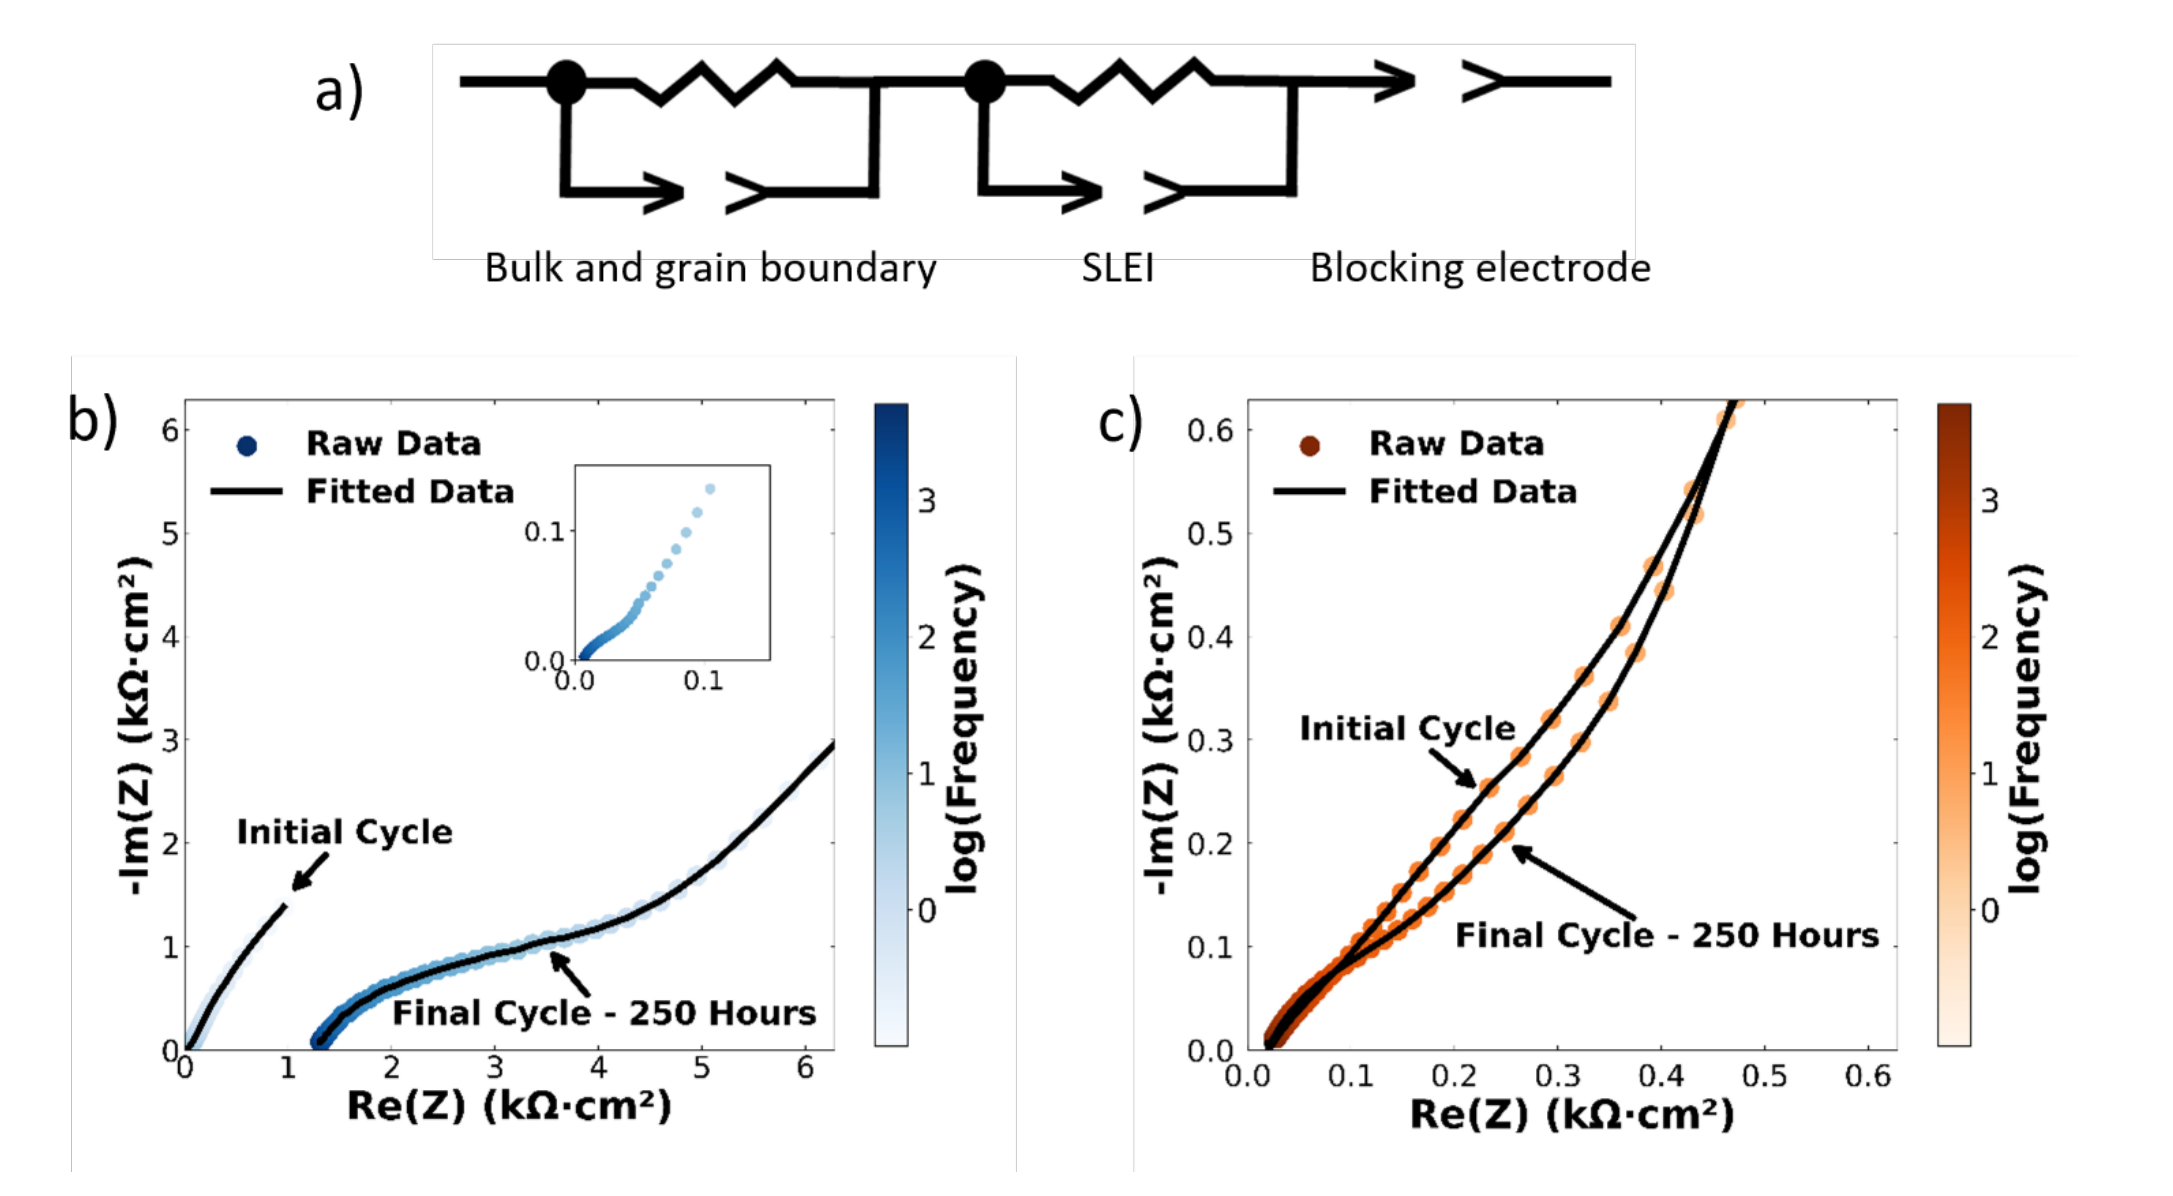 a)
Bulk and grain boundary
SLEI
Blocking electrode
b)
Raw Data
Fitted Data
0.1
0.0
0.0
0.1
6
5
4
3
2
1
0
Initial Cycle
Final Cycle - 250 Hours
0
1
2
3
4
5
6
-Im(Z) (kΩ·cm²)
Re(Z) (kΩ·cm²)
3
2
1
0
log(Frequency)
c)
Raw Data
Fitted Data
0.6
0.5
0.4
0.3
0.2
0.1
0.0
Initial Cycle
Final Cycle - 250 Hours
0.0
0.1
0.2
0.3
0.4
0.5
0.6
-Im(Z) (kΩ·cm²)
Re(Z) (kΩ·cm²)
3
2
1
0
log(Frequency)